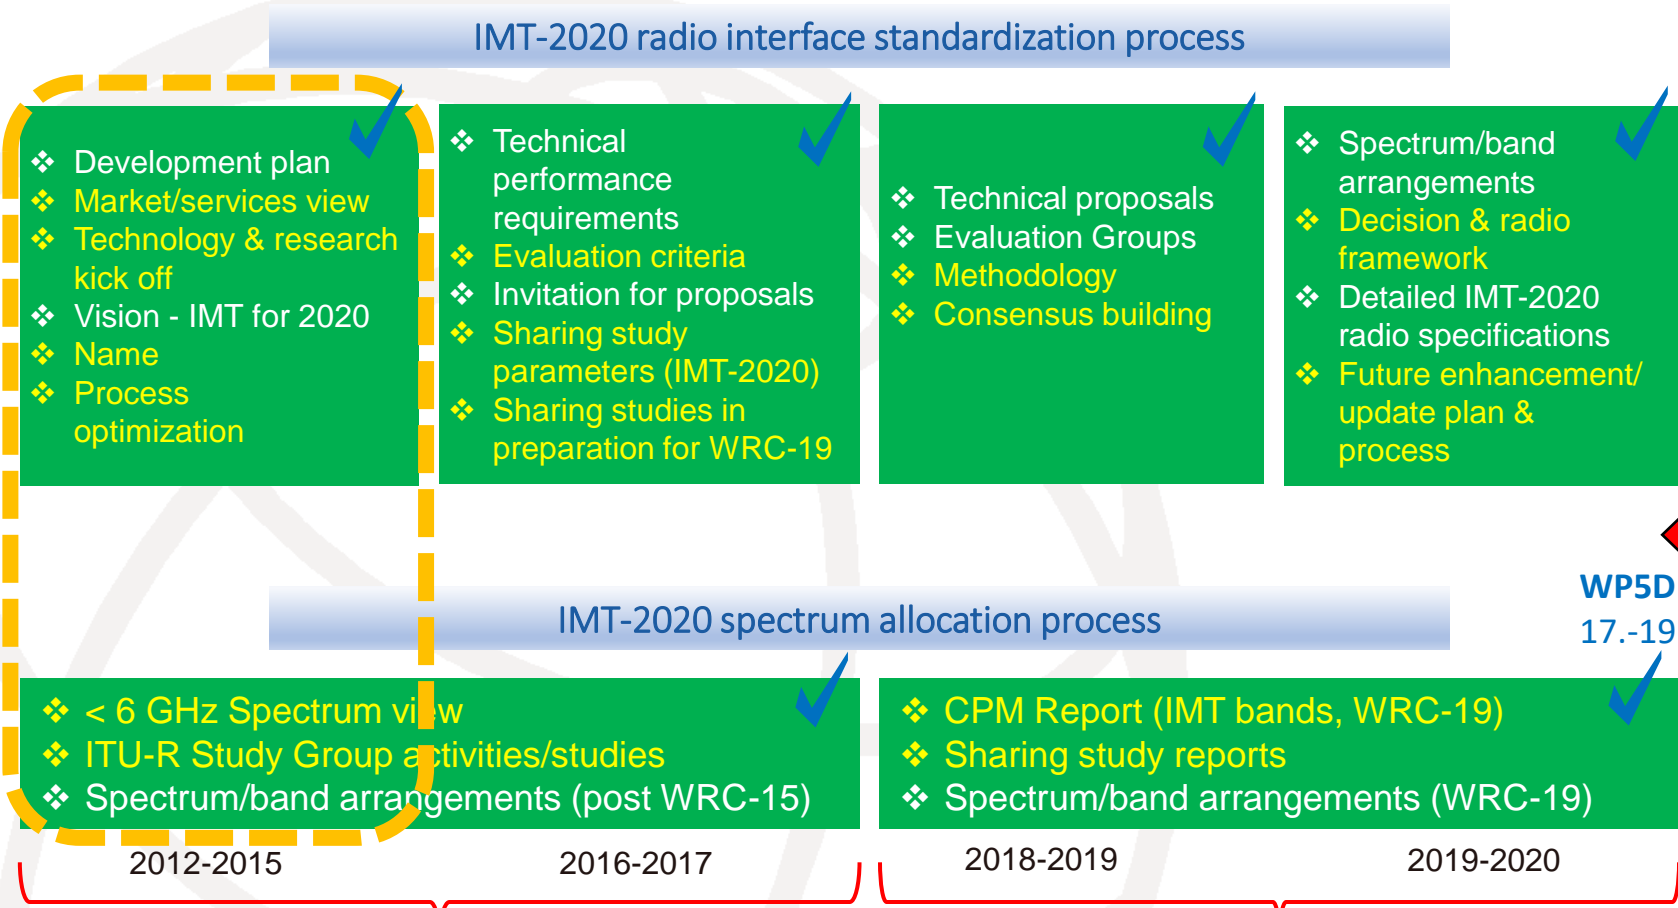 IMT-2020 radio interface standardization process
❖ Development plan
❖ Market/services view
❖ Technology & research
kick off
❖ Vision - IMT for 2020
❖ Name
❖ Process
optimization
❖ Technical
performance
requirements
❖ Evaluation criteria
❖ Invitation for proposals
❖ Sharing study
parameters (IMT-2020)
❖ Sharing studies in
preparation for WRC-19
❖ Technical proposals
❖ Evaluation Groups
❖ Methodology
❖ Consensus building
❖ Spectrum/band
arrangements
❖ Decision & radio
framework
❖ Detailed IMT-2020
radio specifications
❖ Future enhancement/
update plan &
process
WP5D
17.-19
IMT-2020 spectrum allocation process
❖ < 6 GHz Spectrum view
❖ ITU-R Study Group activities/studies
❖ Spectrum/band arrangements (post WRC-15)
❖ CPM Report (IMT bands, WRC-19)
❖ Sharing study reports
❖ Spectrum/band arrangements (WRC-19)
2012-2015
2016-2017
2018-2019
2019-2020